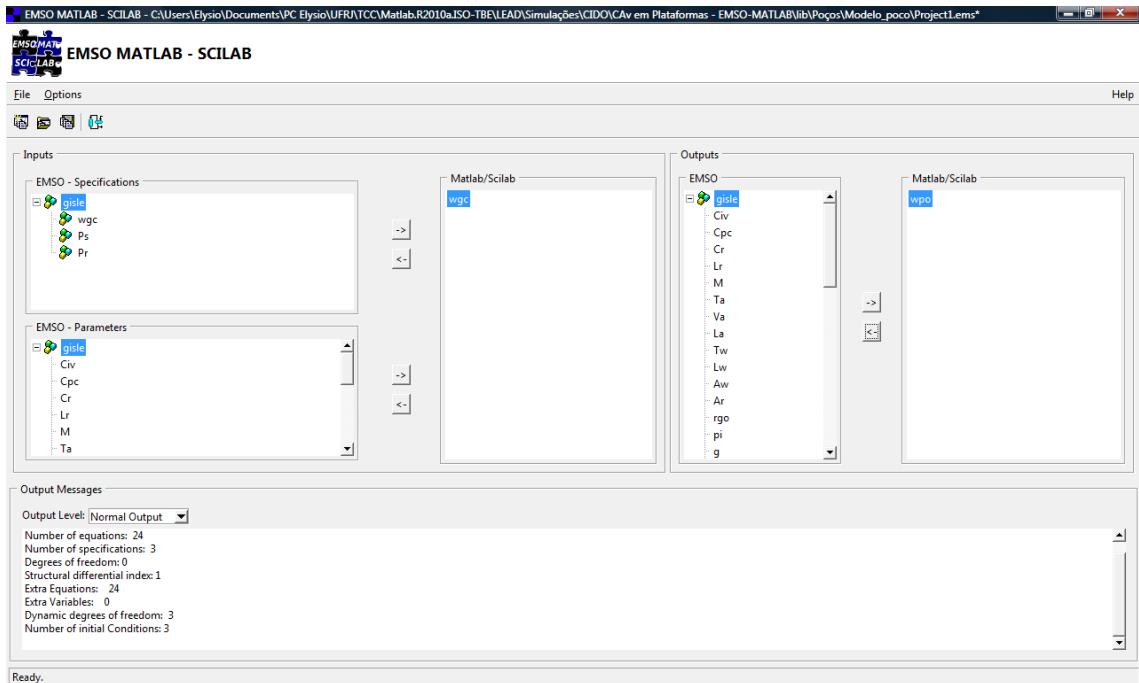 EMSO MATLAB - SCILAB - C:\Users\Elysio\Documents\PC Elysio\UFRJ\TCC\Matlab.R2010a.ISO-TBE\LEAD\Simulações\CIDO\CAv em Plataformas - EMSO-MATLAB\lib\Poços\Modelo_poco\Project1.ems*
EMSO MATLAB - SCILAB
File Options Help
Inputs
EMSO - Specifications
gisle
wgc
Ps
Pr
EMSO - Parameters
gisle
Civ
Cpc
Cr
Lr
M
Ta
->
<-
->
<-
Matlab/Scilab
wgc
Outputs
EMSO
gisle
Civ
Cpc
Cr
Lr
M
Ta
Va
La
Tw
Lw
Aw
Ar
rgo
pi
g
->
<-
Matlab/Scilab
wpo
Output Messages
Output Level: Normal Output
Number of equations: 24
Number of specifications: 3
Degrees of freedom: 0
Structural differential index: 1
Extra Equations: 24
Extra Variables: 0
Dynamic degrees of freedom: 3
Number of initial Conditions: 3
Ready.